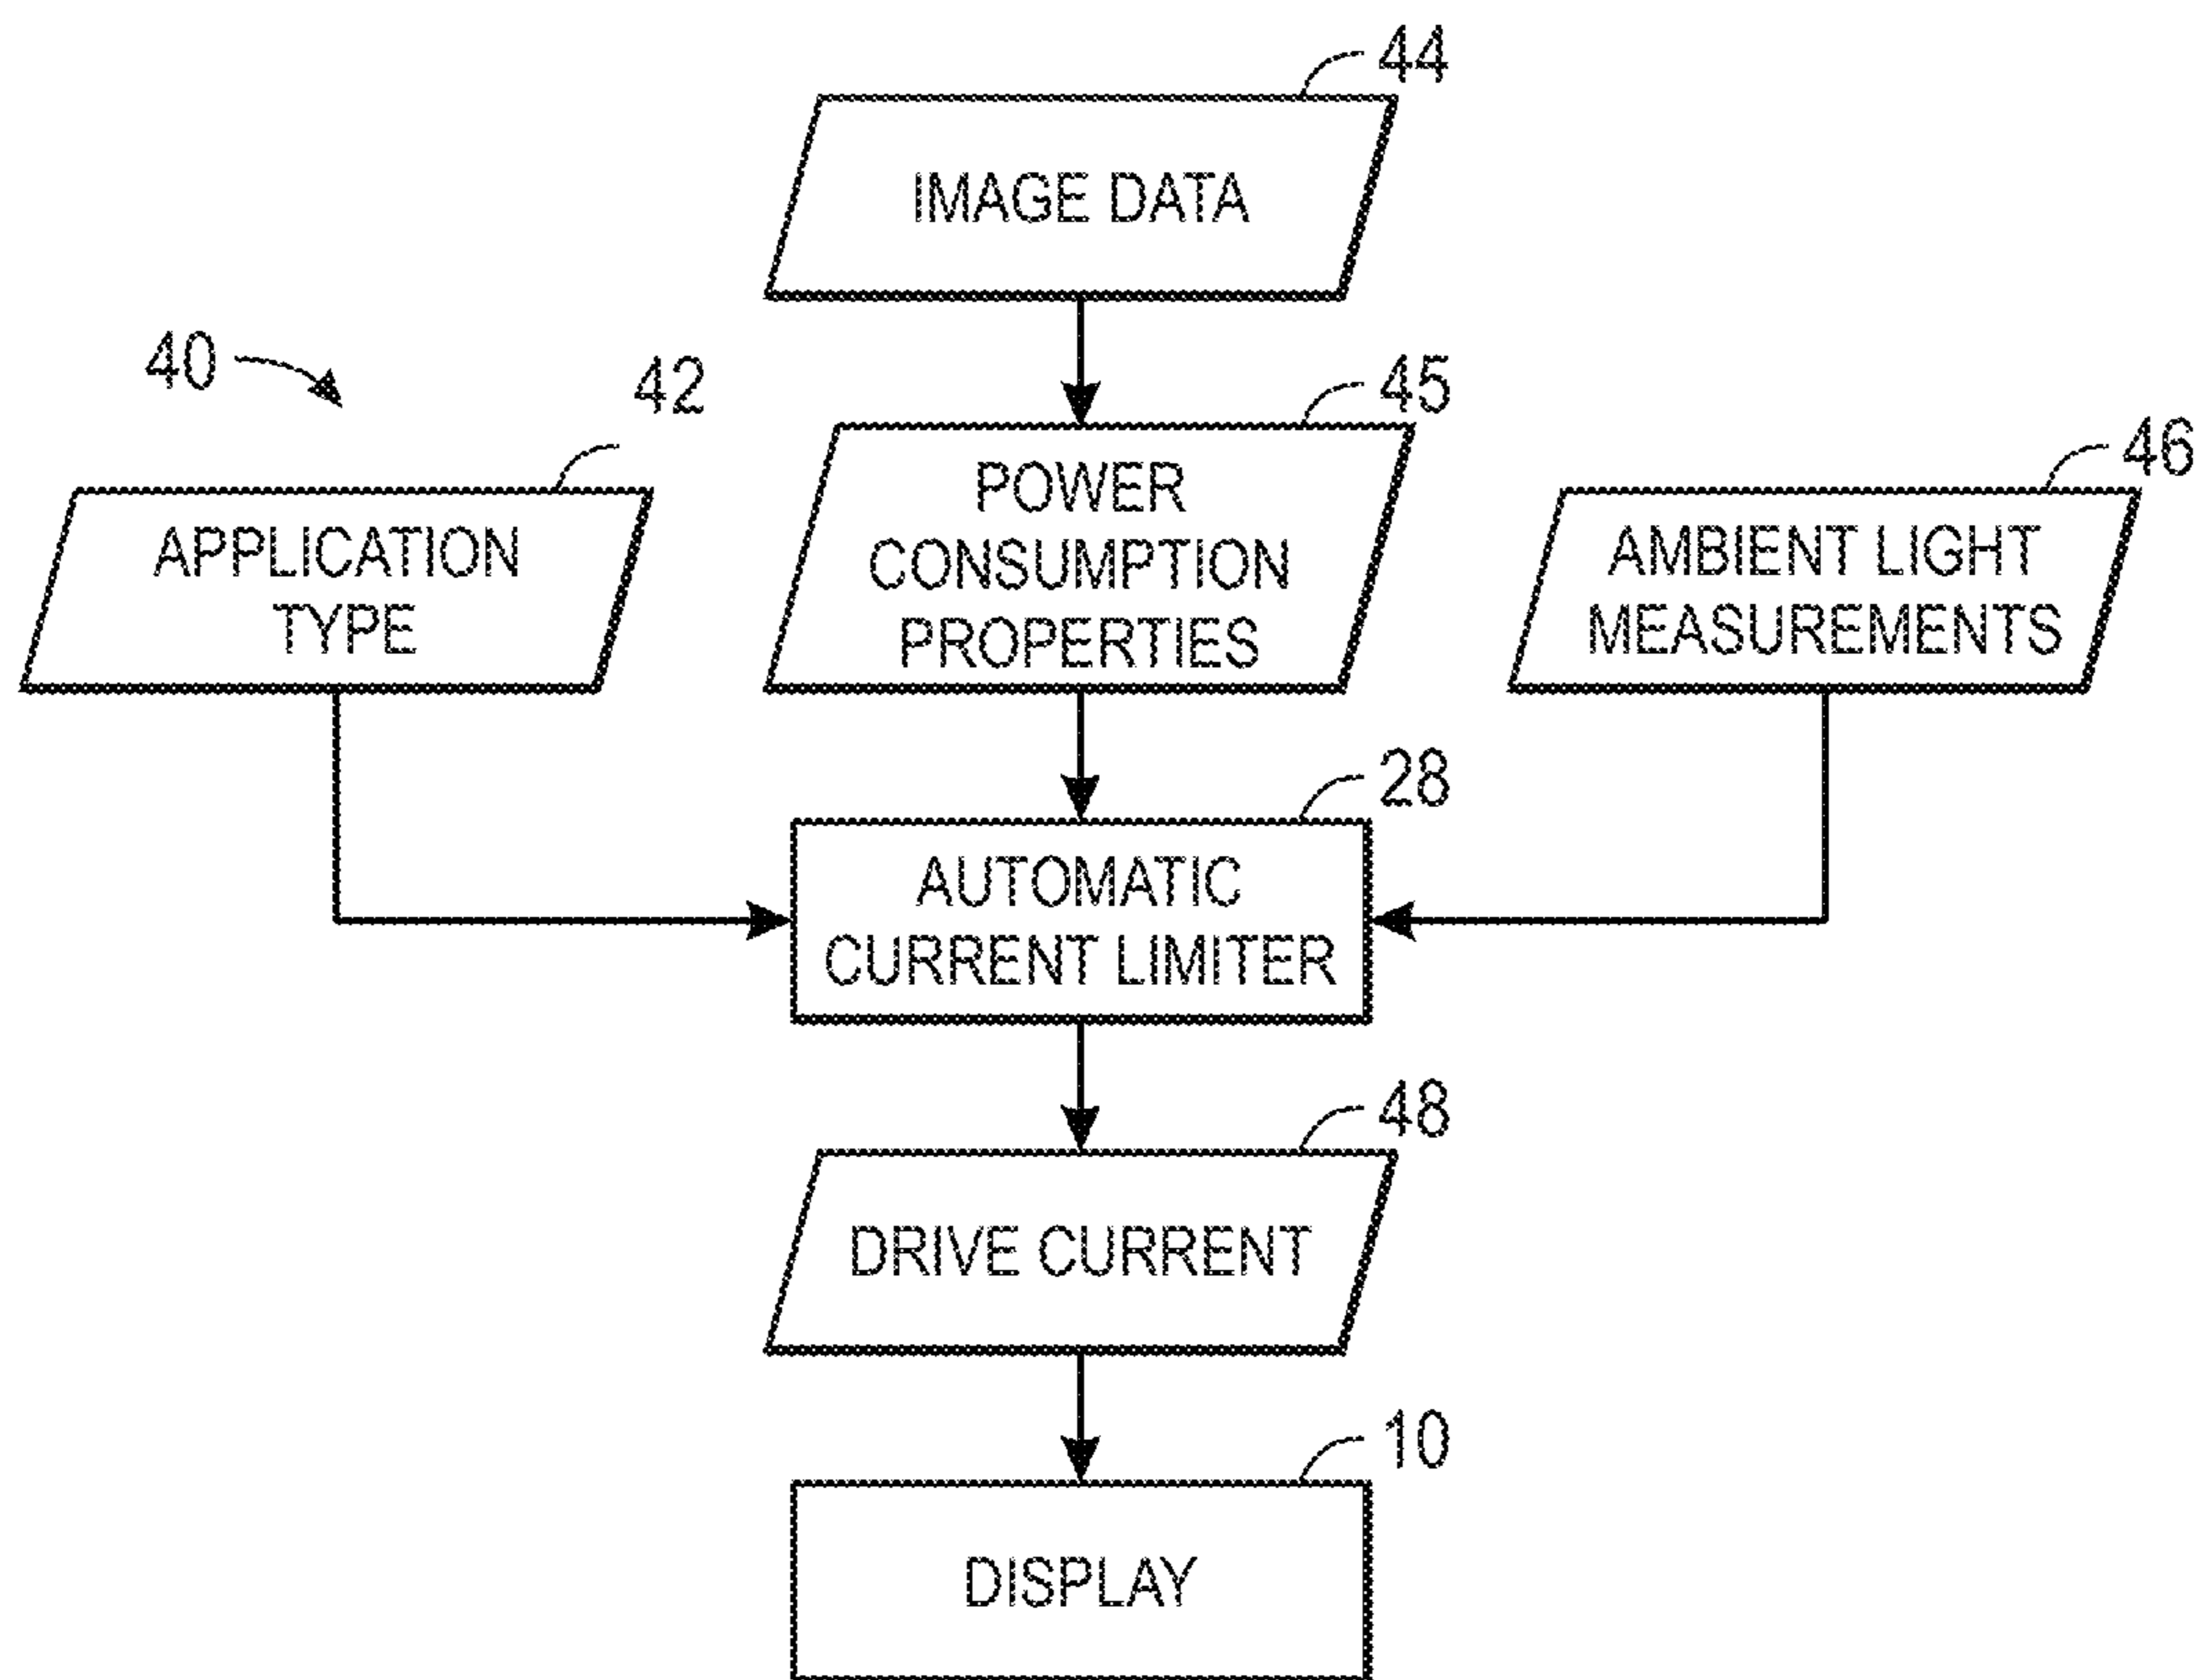 44
IMAGE DATA
40
42
45
46
APPLICATION
TYPE
POWER
CONSUMPTION
PROPERTIES
AMBIENT LIGHT
MEASUREMENTS
28
AUTOMATIC
CURRENT LIMITER
48
DRIVE CURRENT
10
DISPLAY